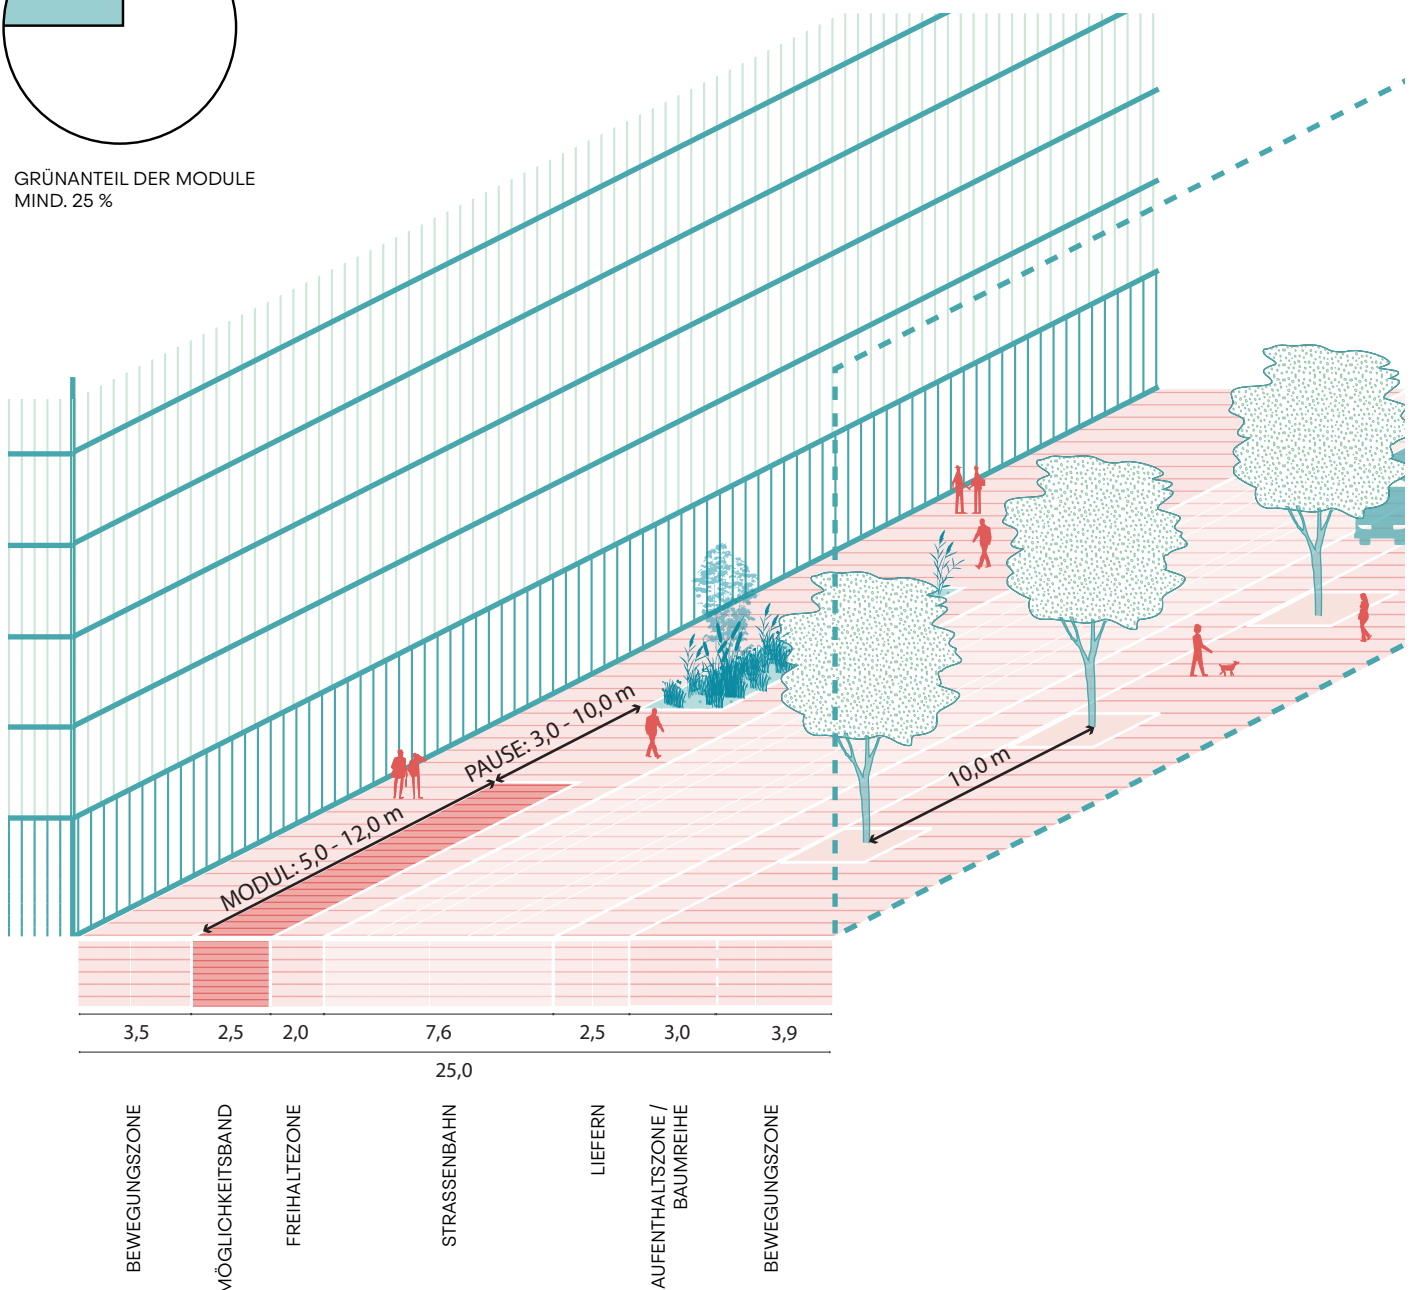 GRÜNANTEIL DER MODULE
MIND. 25 %
PAUSE: 3,0 - 10,0 m
MODUL: 5,0 - 12,0 m
10,0 m
3,5 2,5 2,0 7,6 2,5 3,0 3,9
25,0
BEWEGUNGSZONE
MÖGLICHKEITSBAND
FREIHALTEZONE
STRASSENBAHN
LIEFERN
AUFENTHALTSZONE /
BAUMREIHE
BEWEGUNGSZONE